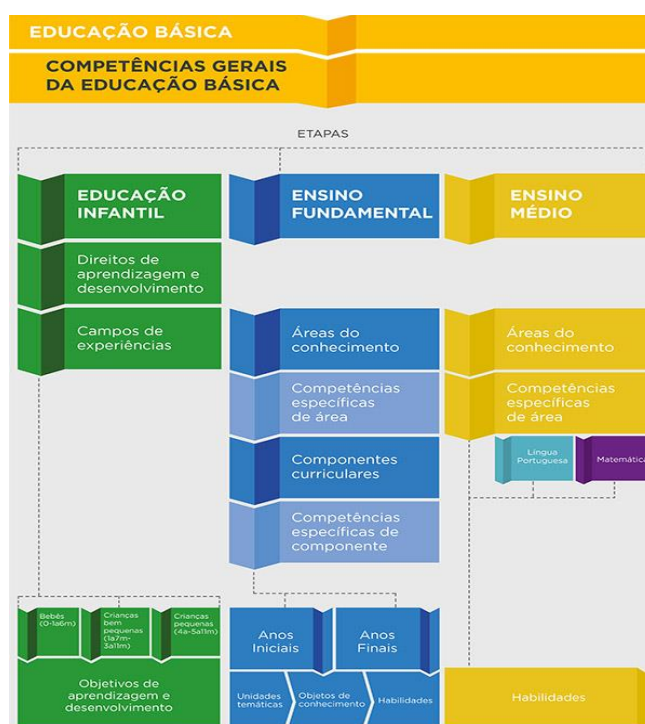 EDUCAÇÃO BÁSICA
COMPETÊNCIAS GERAIS
DA EDUCAÇÃO BÁSICA
ETAPAS
EDUCAÇÃO
INFANTIL
Direitos de
aprendizagem e
desenvolvimento
Campos de
experiências
Bebês
(0-1a6m)
Crianças
bem
pequenas
(1a7m-
3a11m)
Crianças
pequenas
(4a-5a11m)
Objetivos de
aprendizagem e
desenvolvimento
ENSINO
FUNDAMENTAL
Áreas do
conhecimento
Competências
específicas
de área
Componentes
curriculares
Competências
específicas de
componente
Anos
Iniciais
Anos
Finais
Unidades
temáticas
Objetos de
conhecimento
Habilidades
ENSINO
MÉDIO
Áreas do
conhecimento
Competências
específicas
de área
Língua
Portuguesa
Matemática
Habilidades